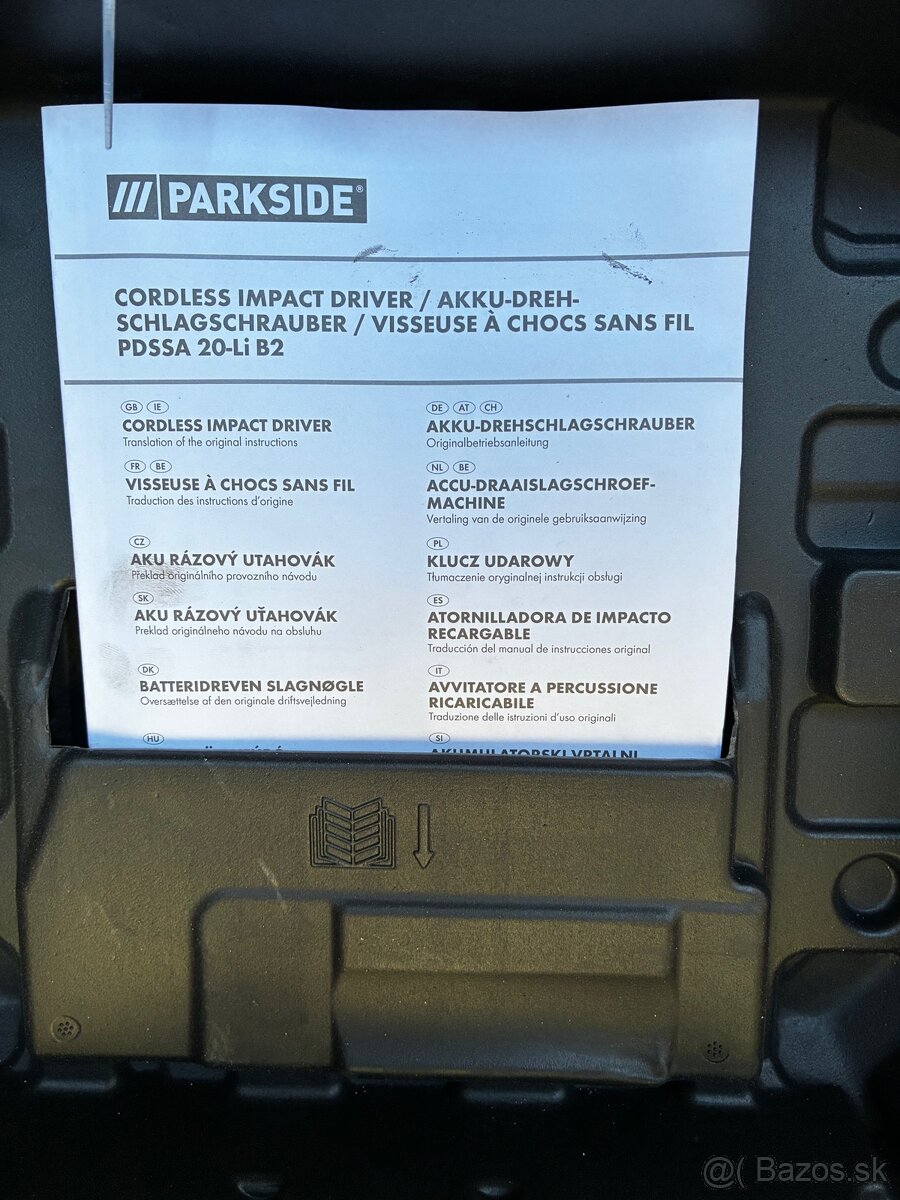 PARKSIDE®
CORDLESS IMPACT DRIVER / AKKU-DREH-
SCHLAGSCHRAUBER / VISSEUSE À CHOCS SANS FIL
PDSSA 20-Li B2
GB IE
CORDLESS IMPACT DRIVER
Translation of the original instructions
FR BE
VISSEUSE À CHOCS SANS FIL
Traduction des instructions d'origine
CZ
AKU RÁZOVÝ UTAHOVÁK
Překlad originálního provozního návodu
SK
AKU RÁZOVÝ UŤAHOVÁK
Preklad originálneho návodu na obsluhu
DK
BATTERIDREVEN SLAGNØGLE
Oversættelse af den originale driftsvejledning
HU
DE AT CH
AKKU-DREHSCHLAGSCHRAUBER
Originalbetriebsanleitung
NL BE
ACCU-DRAAISLAGSCHROEF-
MACHINE
Vertaling van de originele gebruiksaanwijzing
PL
KLUCZ UDAROWY
Tłumaczenie oryginalnej instrukcji obsługi
ES
ATORNILLADORA DE IMPACTO
RECARGABLE
Traducción del manual de instrucciones original
IT
AVVITATORE A PERCUSSIONE
RICARICABILE
Traduzione delle istruzioni d'uso originali
SI
AKUMULATORSKI VRTALNI
@( Bazos.sk